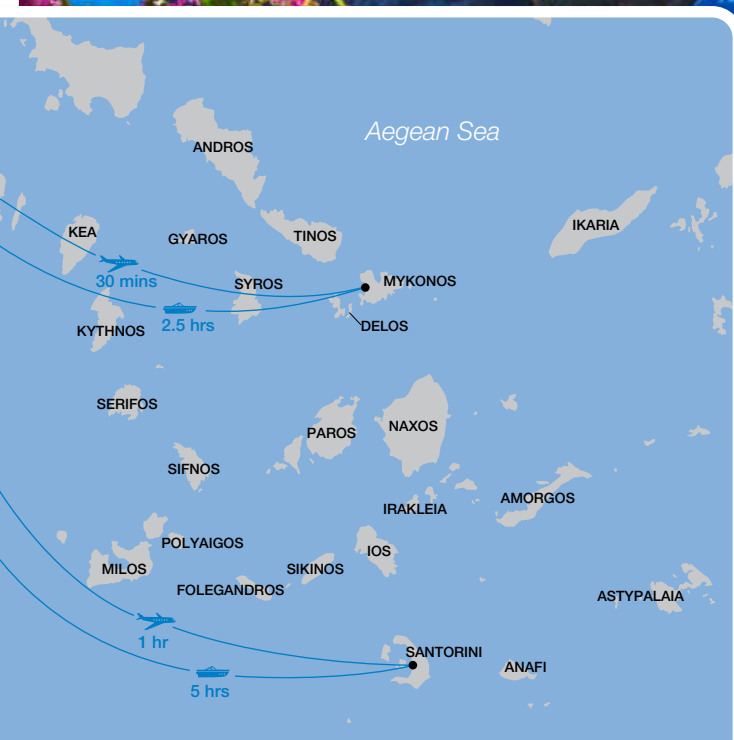 Aegean Sea
ANDROS
IKARIA
KEA
GYAROS
TINOS
30 mins
SYROS
MYKONOS
2.5 hrs
KYTHNOS
DELOS
SERIFOS
PAROS
NAXOS
SIFNOS
AMORGOS
IRAKLEIA
POLYAIGOS
IOS
MILOS
SIKINOS
FOLEGANDROS
ASTYPALAIA
1 hr
SANTORINI
ANAFI
5 hrs